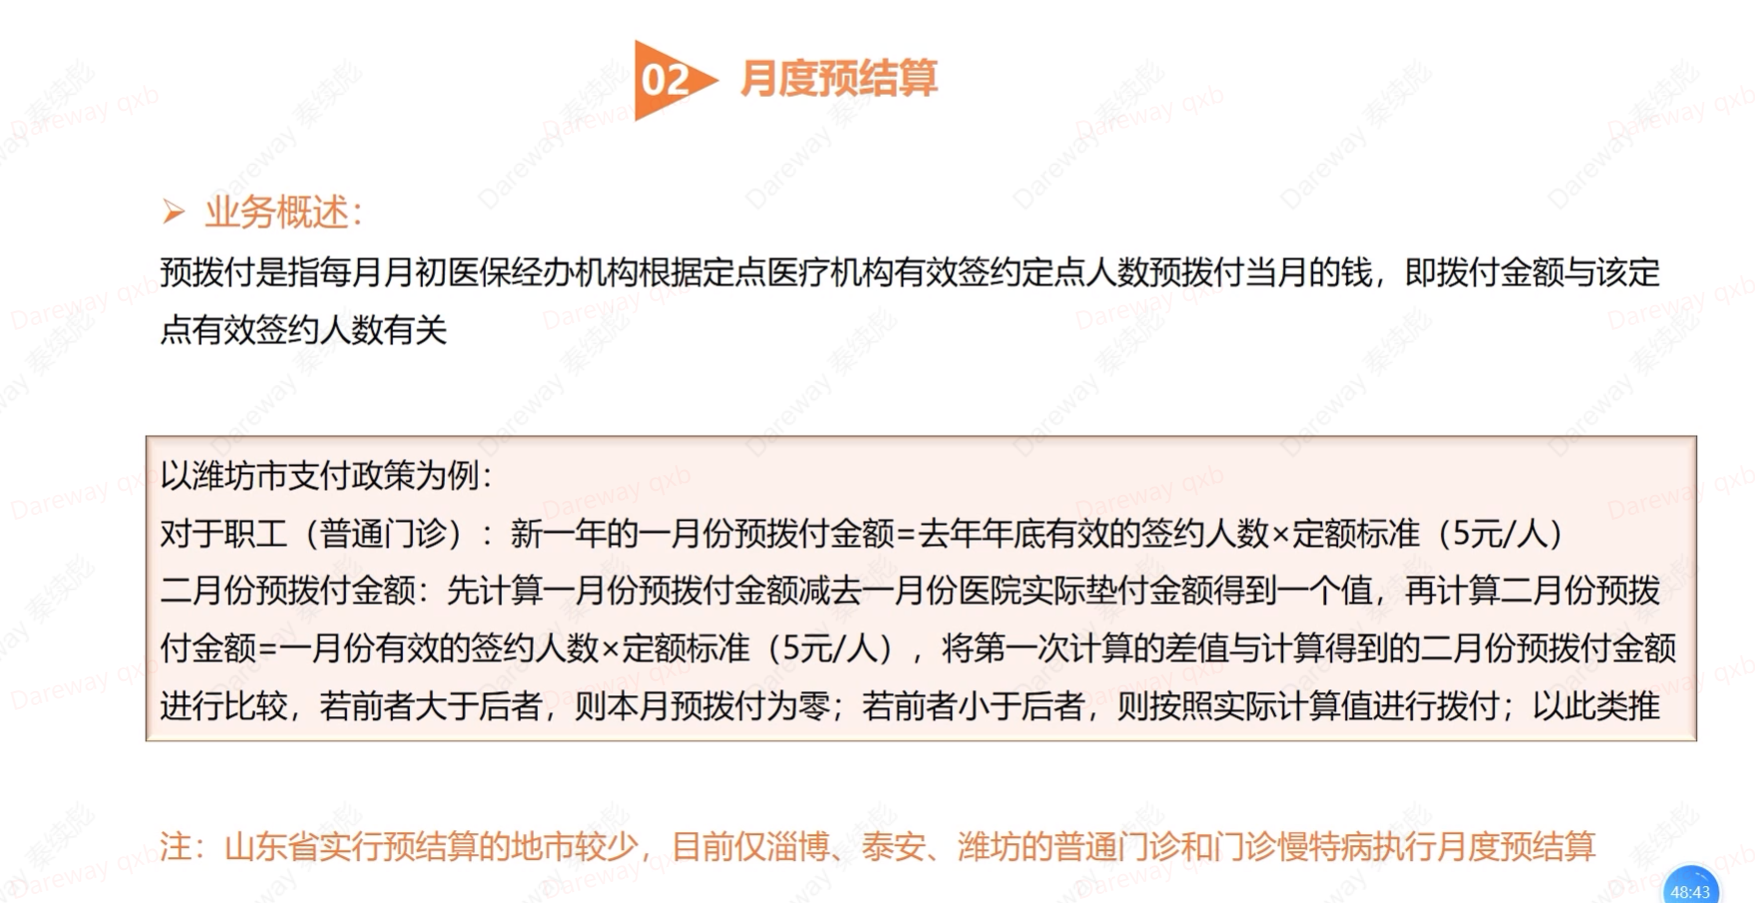 02 月度预结算
业务概述：
预拨付是指每月月初医保经办机构根据定点医疗机构有效签约定点人数预拨付当月的钱，即拨付金额与该定
点有效签约人数有关
以潍坊市支付政策为例：
对于职工（普通门诊）：新一年的一月份预拨付金额=去年年底有效的签约人数×定额标准（5元/人）
二月份预拨付金额：先计算一月份预拨付金额减去一月份医院实际垫付金额得到一个值，再计算二月份预拨
付金额=一月份有效的签约人数×定额标准（5元/人），将第一次计算的差值与计算得到的二月份预拨付金额
进行比较，若前者大于后者，则本月预拨付为零；若前者小于后者，则按照实际计算值进行拨付；以此类推
注：山东省实行预结算的地市较少，目前仅淄博、泰安、潍坊的普通门诊和门诊慢特病执行月度预结算
48:43
Dareway 秦续彪
Dareway qxb